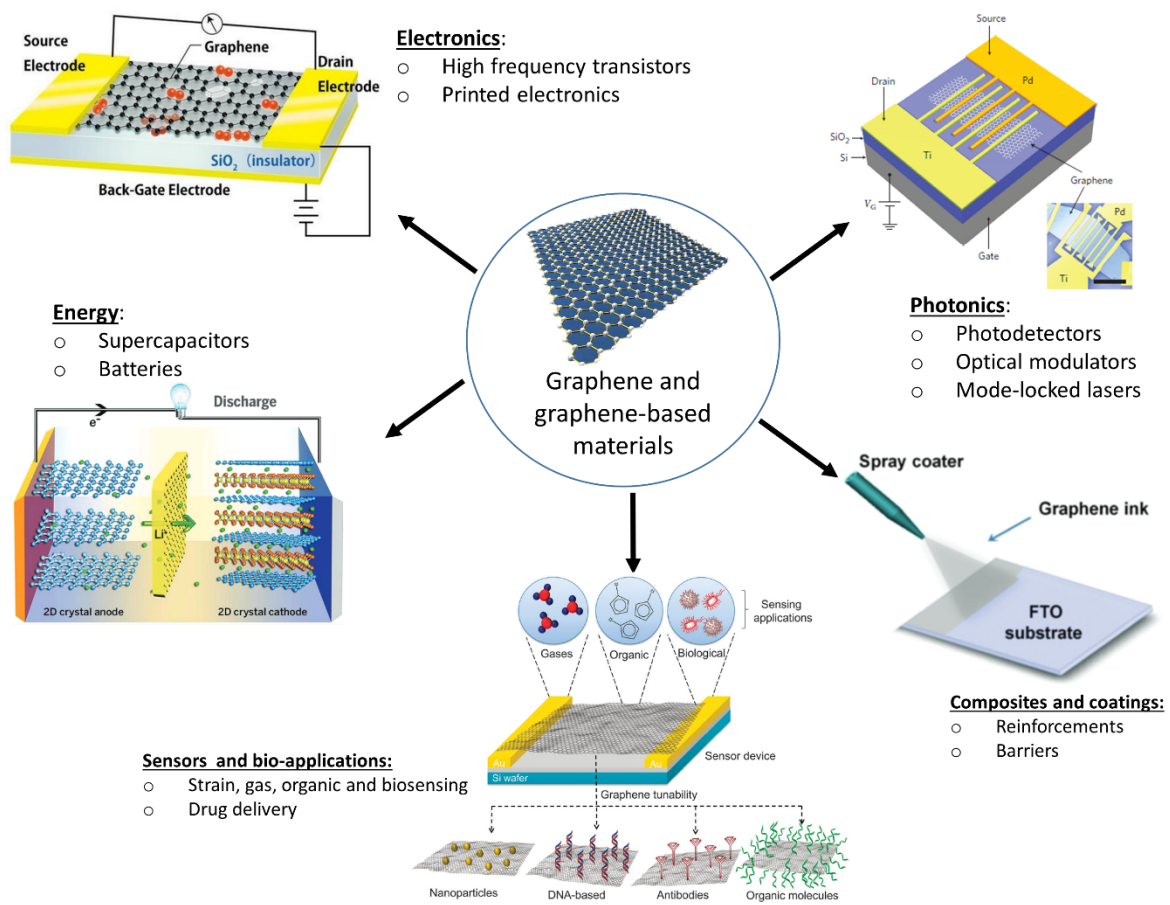 Source
Electrode
Graphene
Drain
Electrode
SiO2 (insulator)
Back-Gate Electrode
Electronics:
o High frequency transistors
o Printed electronics
Source
Pd
Drain
SiO2
Si
Ti
Graphene
VG
Gate
Pd
Ti
Photonics:
o Photodetectors
o Optical modulators
o Mode-locked lasers
Energy:
o Supercapacitors
o Batteries
Discharge
e-
Li+
2D crystal anode
2D crystal cathode
Graphene and
graphene-based
materials
Spray coater
Graphene ink
FTO
substrate
Composites and coatings:
o Reinforcements
o Barriers
Gases
Organic
Biological
Sensing
applications
Au
Au
Si wafer
Sensor device
Graphene tunability
Nanoparticles
DNA-based
Antibodies
Organic molecules
Sensors and bio-applications:
o Strain, gas, organic and biosensing
o Drug delivery